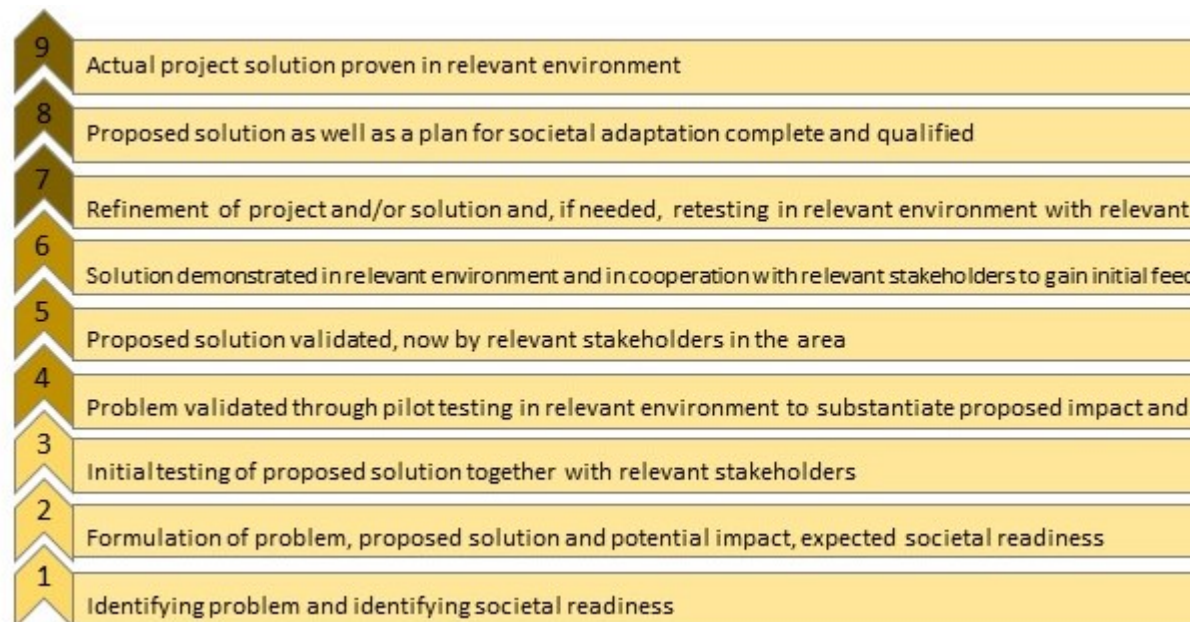 9
Actual project solution proven in relevant environment
8
Proposed solution as well as a plan for societal adaptation complete and qualified
7
Refinement of project and/or solution and, if needed, retesting in relevant environment with relevant
6
Solution demonstrated in relevant environment and in cooperation with relevant stakeholders to gain initial
5
Proposed solution validated, now by relevant stakeholders in the area
4
Problem validated through pilot testing in relevant environment to substantiate proposed impact and
3
Initial testing of proposed solution together with relevant stakeholders
2
Formulation of problem, proposed solution and potential impact, expected societal readiness
1
Identifying problem and identifying societal readiness